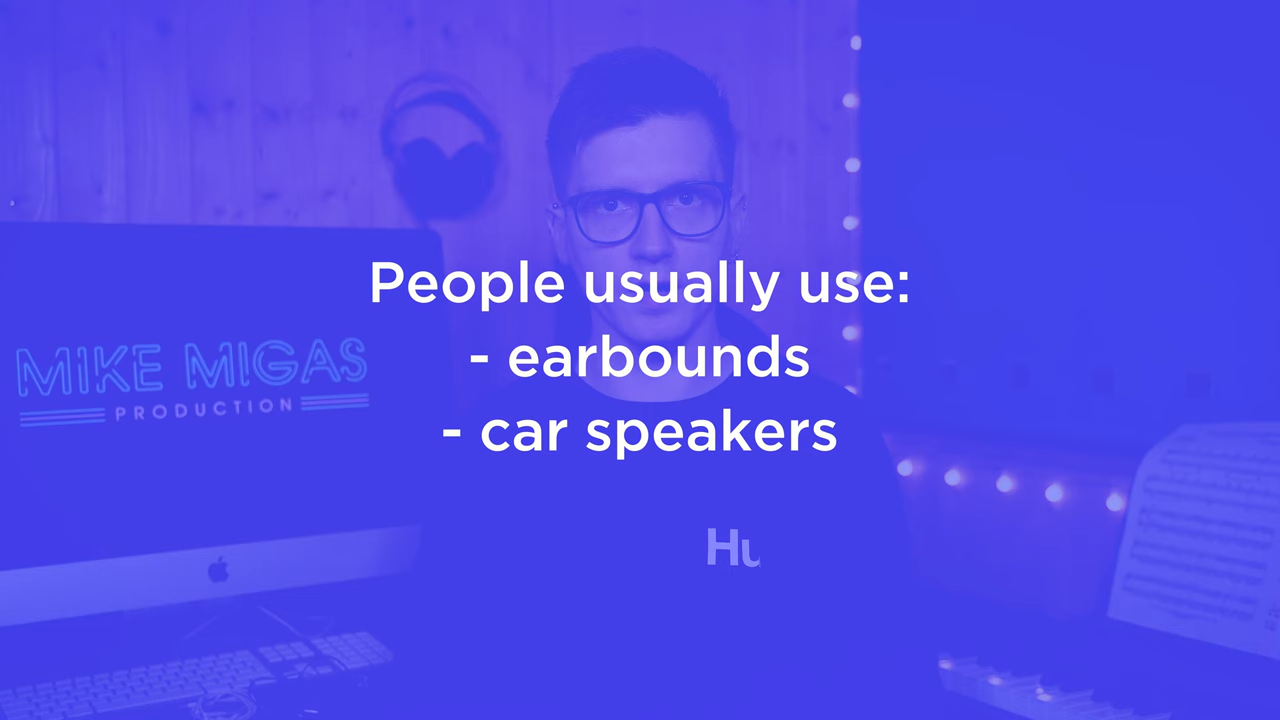 People usually use:
- earbounds
- car speakers
MIKE MIGAS
PRODUCTION
Hu